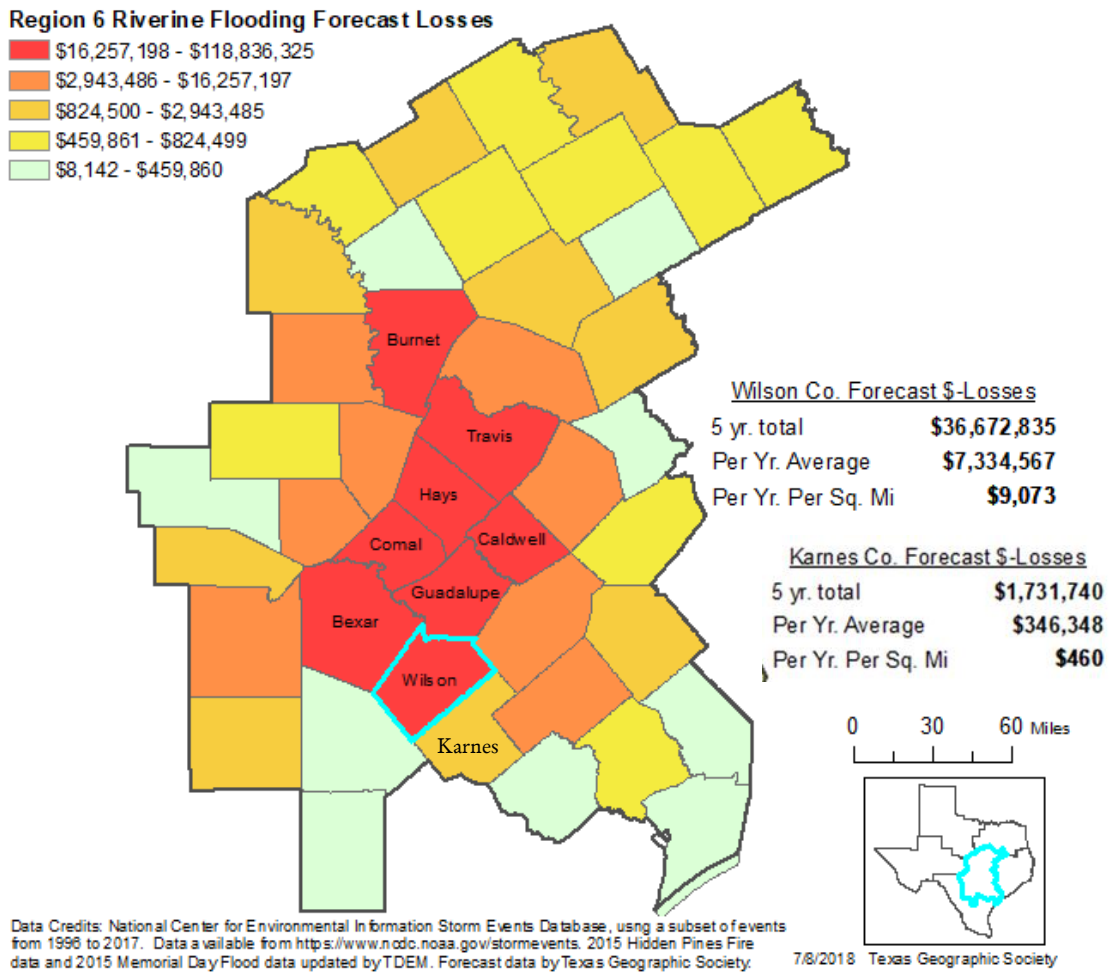 Region 6 Riverine Flooding Forecast Losses
$16,257,198 - $118,836,325
$2,943,486 - $16,257,197
$824,500 - $2,943,485
$459,861 - $824,499
$8,142 - $459,860
Burnet
Travis
Hays
Caldwell
Comal
Guadalupe
Bexar
Wilson
Karnes
Wilson Co. Forecast $-Losses
5 yr. total $36,672,835
Per Yr. Average $7,334,567
Per Yr. Per Sq. Mi $9,073
Karnes Co. Forecast $-Losses
5 yr. total $1,731,740
Per Yr. Average $346,348
Per Yr. Per Sq. Mi $460
0 30 60 Miles
Data Credits: National Center for Environmental Information Storm Events Database, usng a subset of events
from 1996 to 2017. Data available from https://www.ncdc.noaa.gov/stormevents. 2015 Hidden Pines Fire
data and 2015 Memorial Day Flood data updated by TDEM. Forecast data by Texas Geographic Society.
7/8/2018 Texas Geographic Society